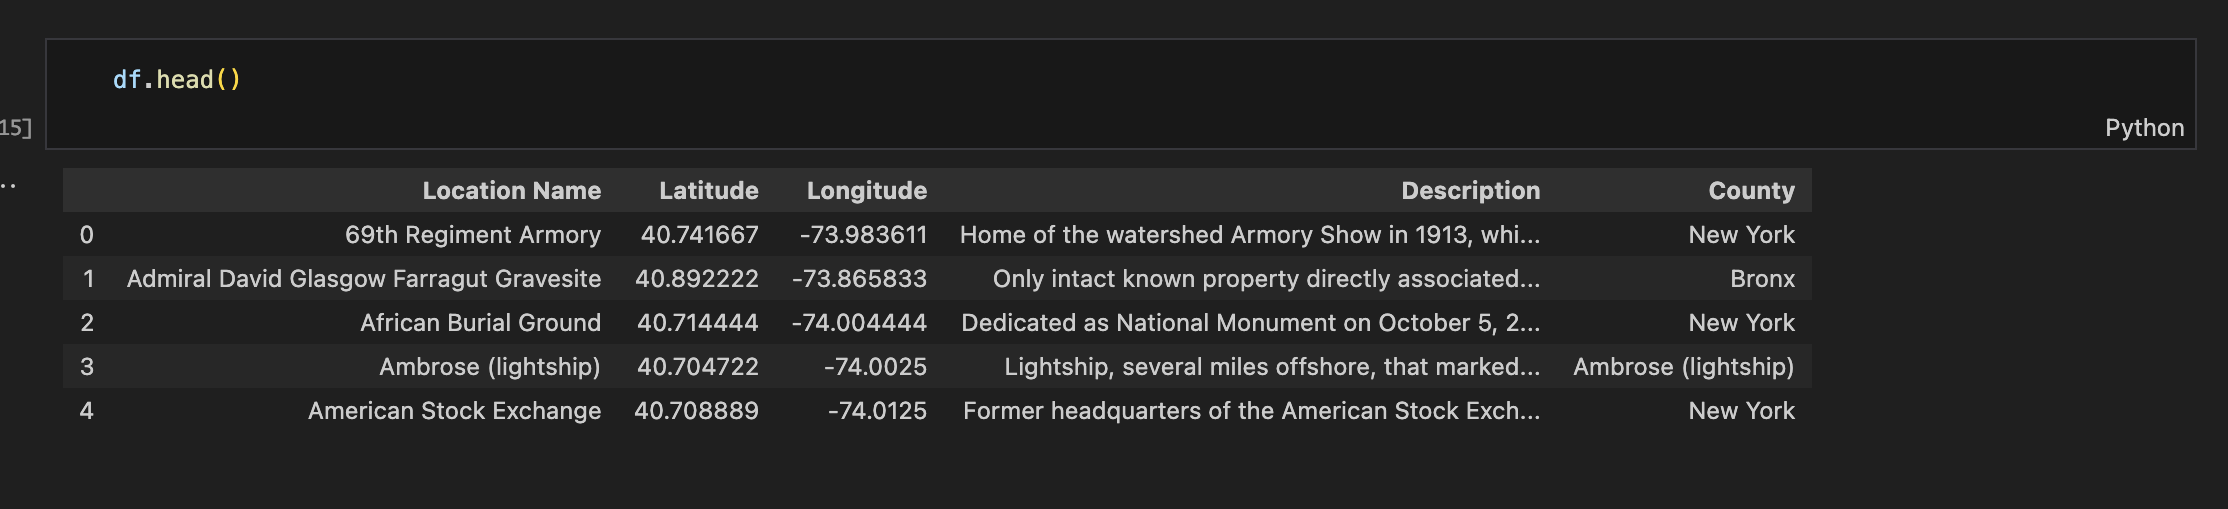 df.head()
15]
Python
..
Location Name Latitude Longitude Description County
0 69th Regiment Armory 40.741667 -73.983611 Home of the watershed Armory Show in 1913, whi... New York
1 Admiral David Glasgow Farragut Gravesite 40.892222 -73.865833 Only intact known property directly associated... Bronx
2 African Burial Ground 40.714444 -74.004444 Dedicated as National Monument on October 5, 2... New York
3 Ambrose (lightship) 40.704722 -74.0025 Lightship, several miles offshore, that marked... Ambrose (lightship)
4 American Stock Exchange 40.708889 -74.0125 Former headquarters of the American Stock Exch... New York